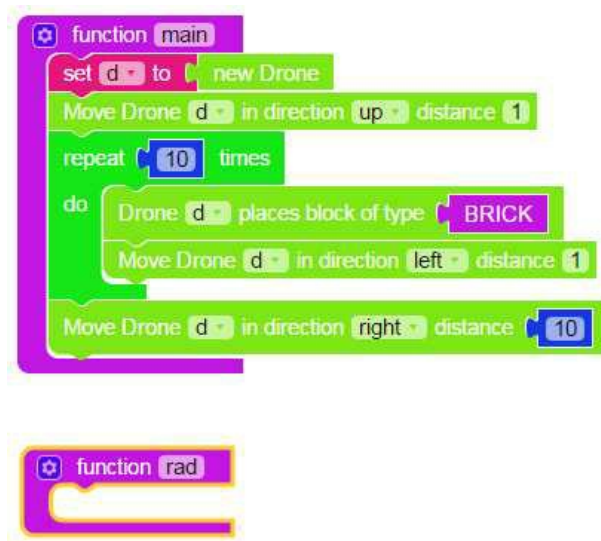 function main
set d to new Drone
Move Drone d in direction up distance 1
repeat 10 times
do
Drone d places block of type BRICK
Move Drone d in direction left distance 1
Move Drone d in direction right distance 10
function rad